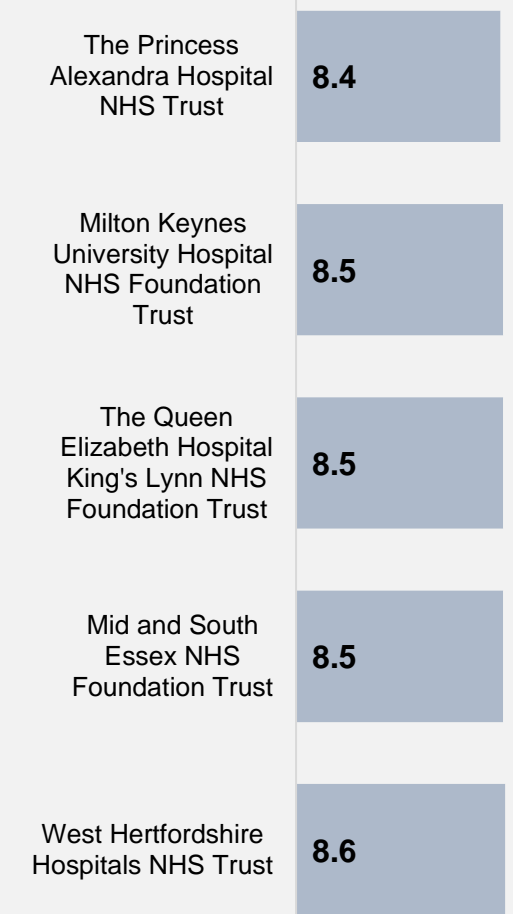 The Princess
Alexandra Hospital
NHS Trust
8.4
Milton Keynes
University Hospital
NHS Foundation
Trust
8.5
The Queen
Elizabeth Hospital
King's Lynn NHS
Foundation Trust
8.5
Mid and South
Essex NHS
Foundation Trust
8.5
West Hertfordshire
Hospitals NHS Trust
8.6